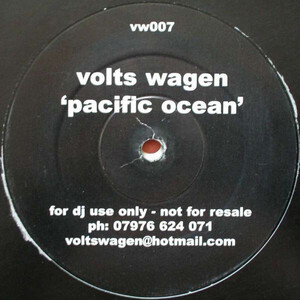 vw007
volts wagen
‘pacific ocean’
for dj use only - not for resale
ph: 07976 624 071
voltswagen@hotmail.com